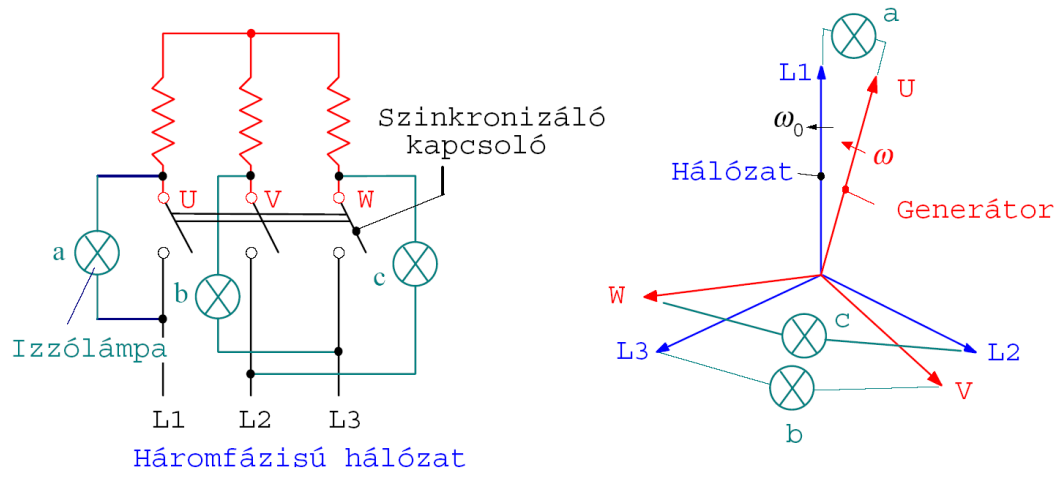 Szinkronizáló
kapcsoló
U
V
W
a
b
c
Izzólámpa
L1
L2
L3
Háromfázisú hálózat
a
L1
U
ω₀
ω
Hálózat
Generátor
W
c
L3
L2
V
b